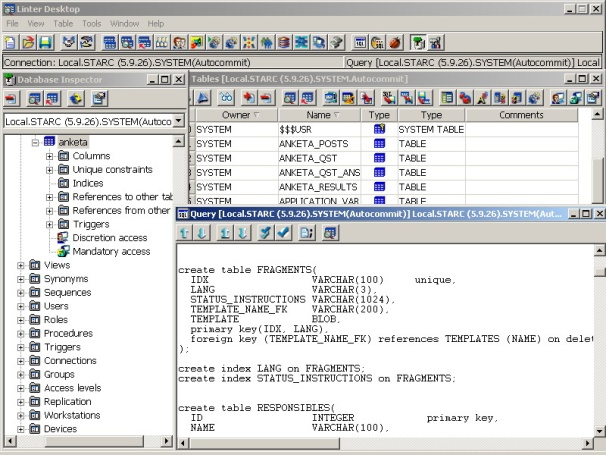 Linter Desktop
File View Table Tools Window Help
Connection: Local.STARC (5.9.26).SYSTEM(Autocommit)
Query [Local.STARC (5.9.26).SYSTEM(Autocommit)] Local
Database Inspector
Local.STARC (5.9.26).SYSTEM(Autoco
anketa
Columns
Unique constraints
Indices
References to other tab
References from other
Triggers
Discretion access
Mandatory access
Views
Synonyms
Sequences
Users
Roles
Procedures
Triggers
Connections
Groups
Access levels
Replication
Workstations
Devices
Tables [Local.STARC (5.9.26).SYSTEM.Autocommit]
Owner Name Type Type Comments
SYSTEM $$$USR SYSTEM TABLE
SYSTEM ANKETA_POSTS TABLE
SYSTEM ANKETA_QST TABLE
SYSTEM ANKETA_QST_ANS TABLE
SYSTEM ANKETA_RESULTS TABLE
SYSTEM APPLICATION_VAR TABLE
Query [Local.STARC (5.9.26).SYSTEM(Autocommit)] Local.STARC (5.9.26).SYSTEM(Aut...
create table FRAGMENTS(
IDX VARCHAR(100) unique,
LANG VARCHAR(3),
STATUS_INSTRUCTIONS VARCHAR(1024),
TEMPLATE_NAME_FK VARCHAR(200),
TEMPLATE BLOB,
primary key(IDX, LANG),
foreign key (TEMPLATE_NAME_FK) references TEMPLATES (NAME) on delet
);
create index LANG on FRAGMENTS;
create index STATUS_INSTRUCTIONS on FRAGMENTS;
create table RESPONSIBLES(
ID INTEGER primary key,
NAME VARCHAR(100),